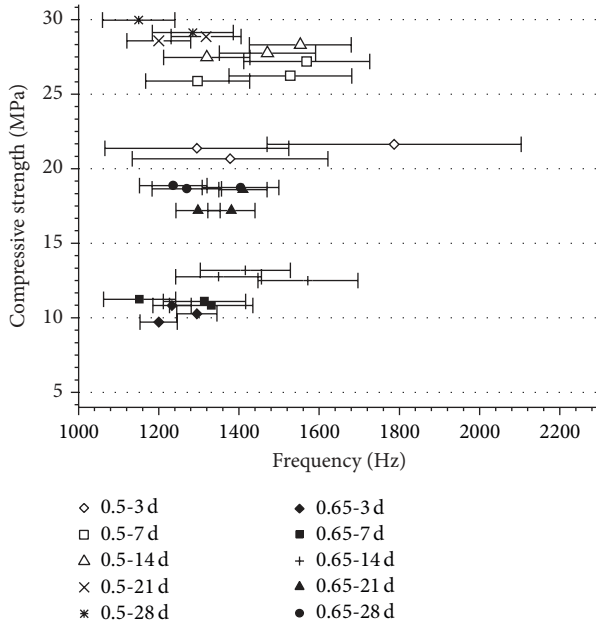 30
25
20
15
10
5
Compressive strength (MPa)
1000 1200 1400 1600 1800 2000 2200
Frequency (Hz)
0.5-3 d
0.5-7 d
0.5-14 d
0.5-21 d
0.5-28 d
0.65-3 d
0.65-7 d
0.65-14 d
0.65-21 d
0.65-28 d